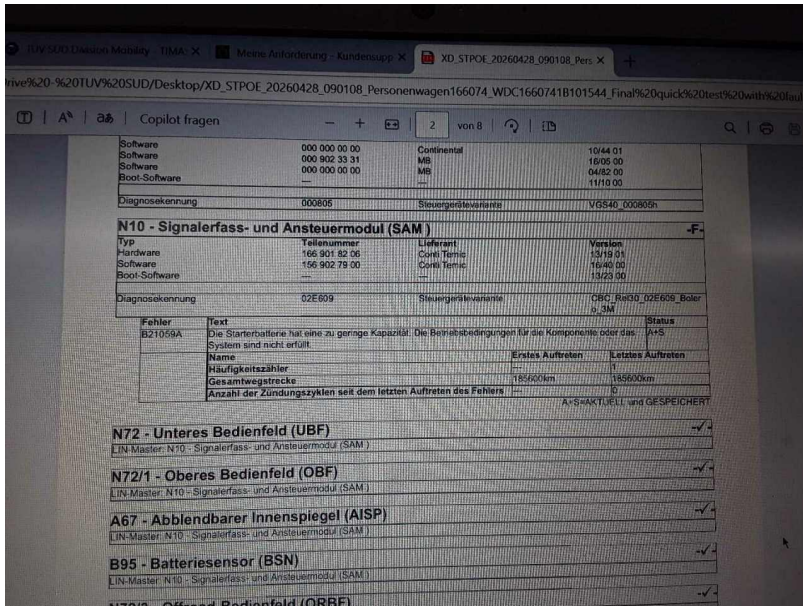 TÜV SÜD Division Mobility - TIMA: X
Meine Anforderung - Kundensupp X
XD_STPOE_20260428_090108_Pers X
+
rive%20-%20TUV%20SUD/Desktop/XD_STPOE_20260428_090108_Personenwagen166074_WDC1660741B101544_Final%20quick%20test%20with%20faul
Copilot fragen
— + 2 von 8
Software 000 000 00 00 Continental 10/44 01
Software 000 902 33 31 MB 16/05 00
Software 000 000 00 00 MB 04/82 00
Boot-Software --- --- 11/10 00
Diagnosekennung 000805 Steuergerätevariante VGS40_000805h
N10 - Signalerfass- und Ansteuermodul (SAM ) -F-
Typ Teilenummer Lieferant Version
Hardware 166 901 82 06 Conti Temic 13/19 01
Software 156 902 79 00 Conti Temic 16/40 00
Boot-Software --- --- 13/23 00
Diagnosekennung 02E609 Steuergerätevariante CBC_Rel30_02E609_Boler
o_3M
Fehler Text Status
B21059A Die Starterbatterie hat eine zu geringe Kapazität. Die Betriebsbedingungen für die Komponente oder das A+S
System sind nicht erfüllt.
Name Erstes Auftreten Letztes Auftreten
Häufigkeitszähler --- 1
Gesamtwegstrecke 185600km 185600km
Anzahl der Zündungszyklen seit dem letzten Auftreten des Fehlers --- 0
A+S=AKTUELL und GESPEICHERT
N72 - Unteres Bedienfeld (UBF) -✓-
LIN-Master: N10 - Signalerfass- und Ansteuermodul (SAM )
N72/1 - Oberes Bedienfeld (OBF) -✓-
LIN-Master: N10 - Signalerfass- und Ansteuermodul (SAM )
A67 - Abblendbarer Innenspiegel (AISP) -✓-
LIN-Master: N10 - Signalerfass- und Ansteuermodul (SAM )
B95 - Batteriesensor (BSN) -✓-
LIN-Master: N10 - Signalerfass- und Ansteuermodul (SAM )
Offroad Bedienfeld (ORBF) -✓-